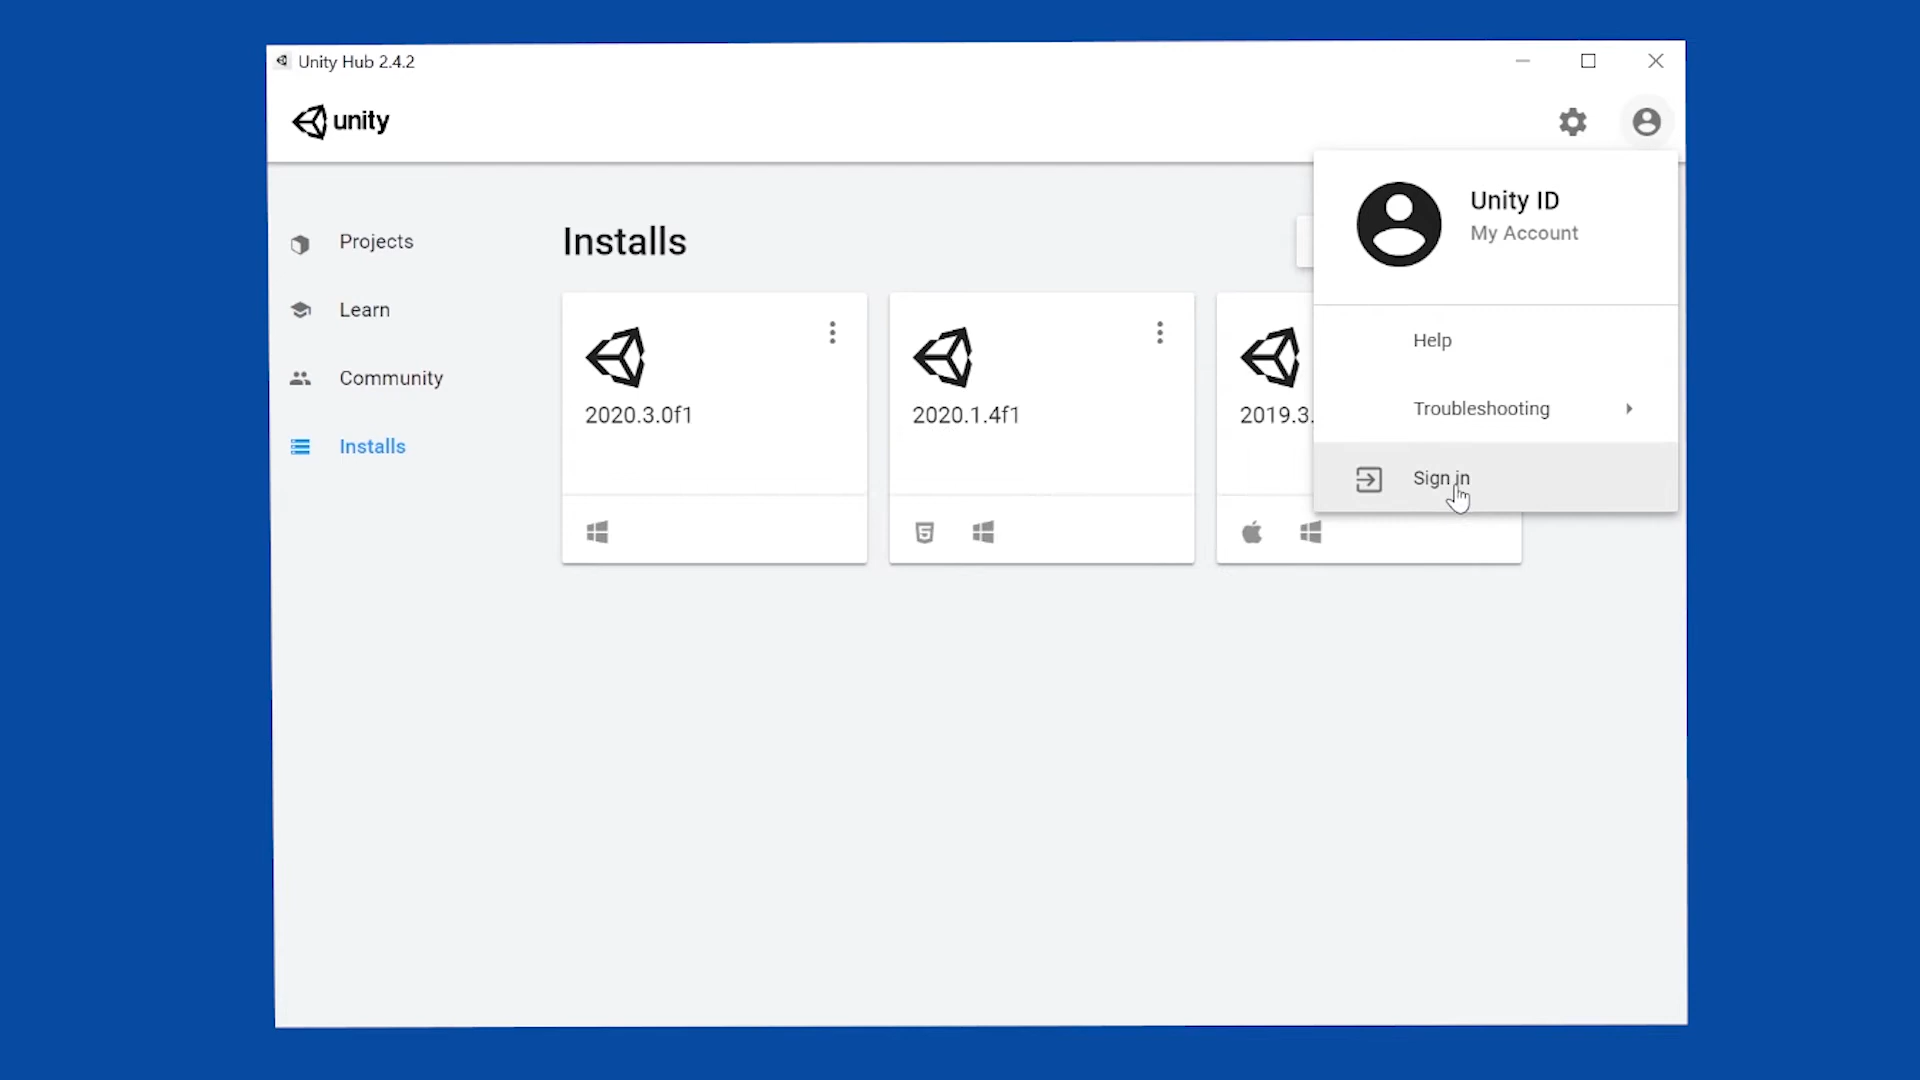 Unity Hub 2.4.2
unity
Projects
Learn
Community
Installs
Installs
2020.3.0f1
2020.1.4f1
2019.3.
Unity ID
My Account
Help
Troubleshooting
Sign in